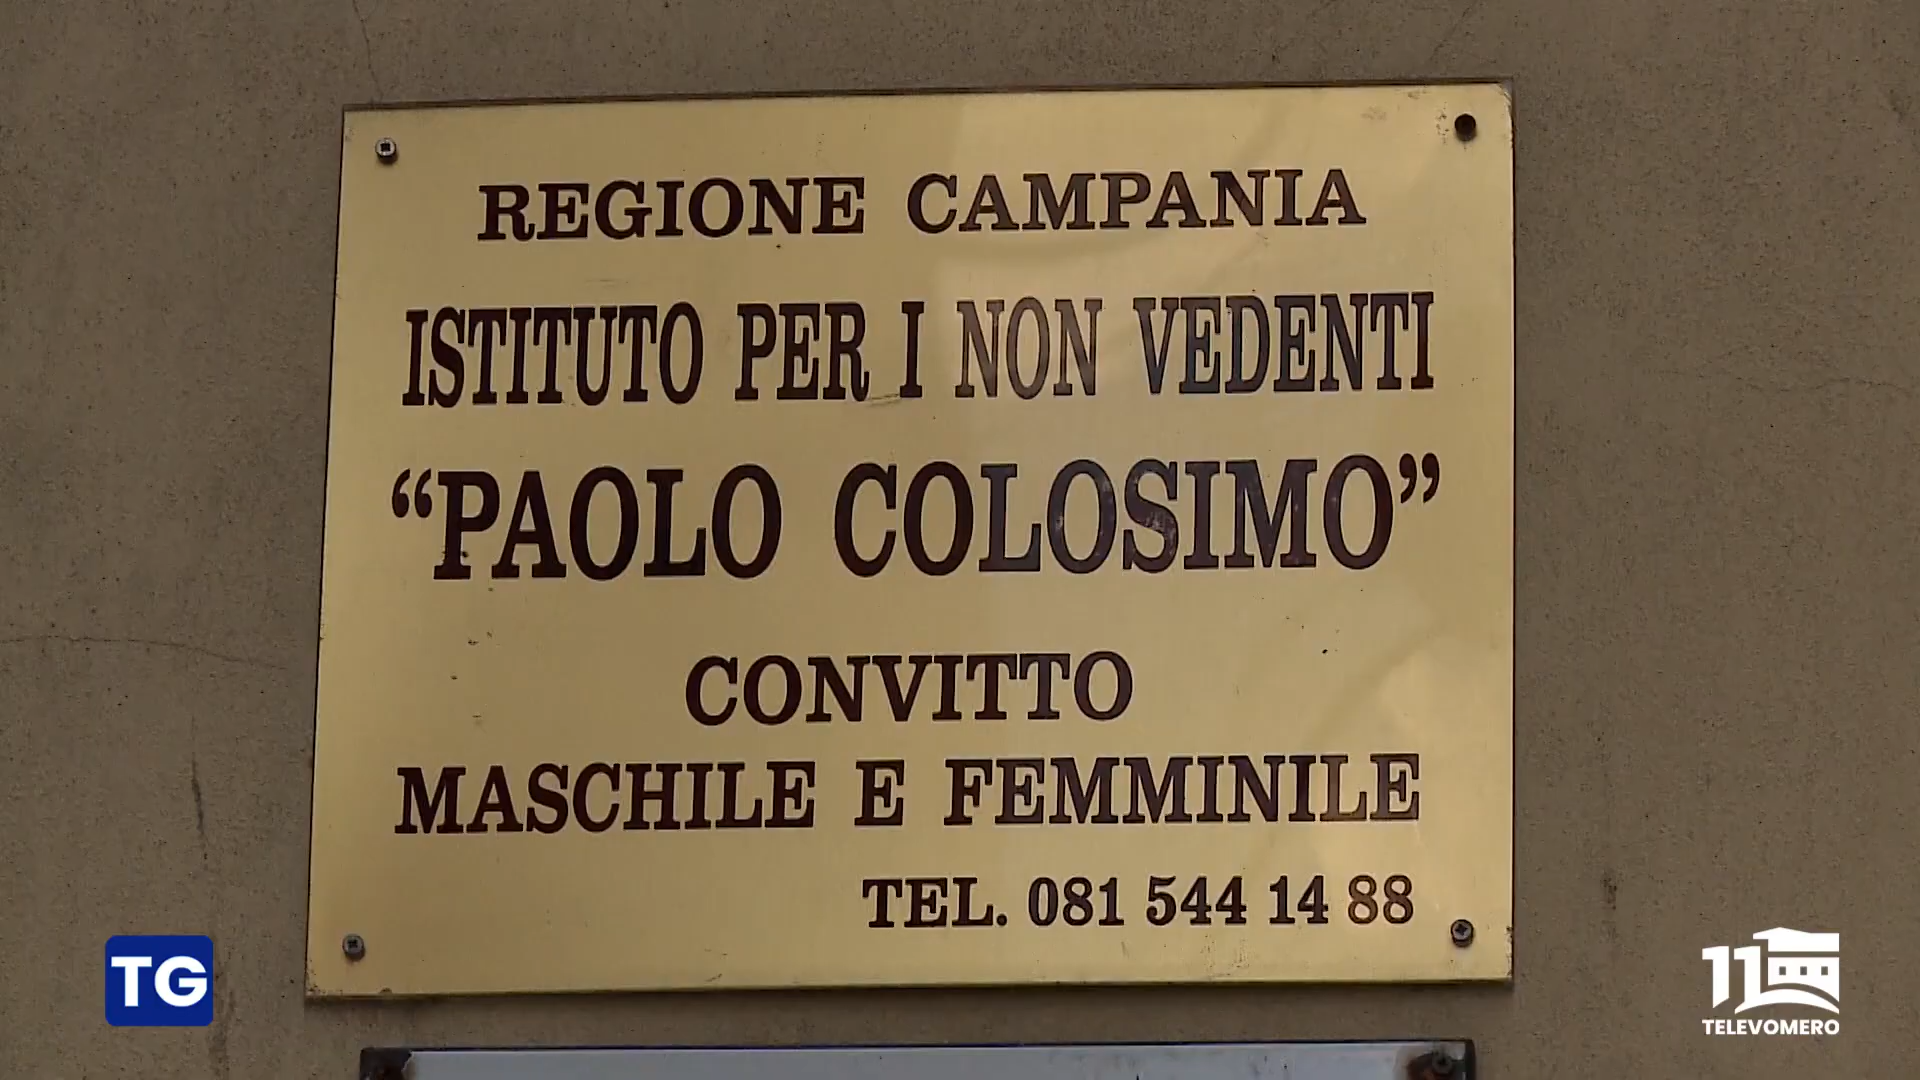 REGIONE CAMPANIA
ISTITUTO PER I NON VEDENTI
“PAOLO COLOSIMO”
CONVITTO
MASCHILE E FEMMINILE
TEL. 081 544 14 88
TG
11
TELEVOMERO